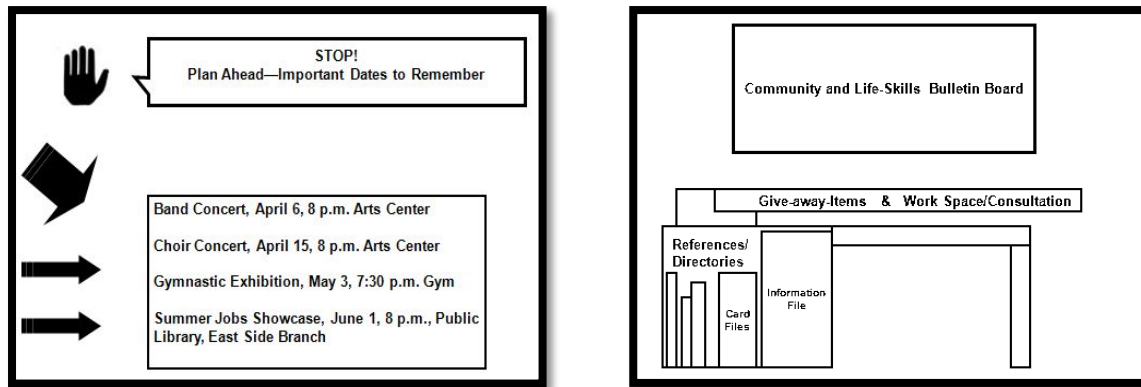 STOP!
Plan Ahead—Important Dates to Remember
Band Concert, April 6, 8 p.m. Arts Center
Choir Concert, April 15, 8 p.m. Arts Center
Gymnastic Exhibition, May 3, 7:30 p.m. Gym
Summer Jobs Showcase, June 1, 8 p.m., Public
Library, East Side Branch
Community and Life-Skills Bulletin Board
Give-away-Items & Work Space/Consultation
References/
Directories
Card
Files
Information
File